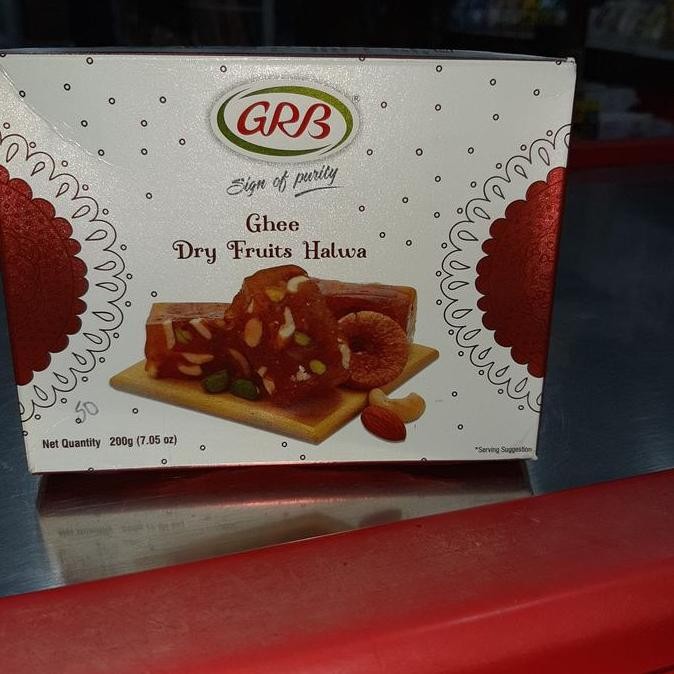 GRB
®
Sign of purity
Ghee
Dry Fruits Halwa
50
Net Quantity 200g (7.05 oz)
*Serving Suggestion